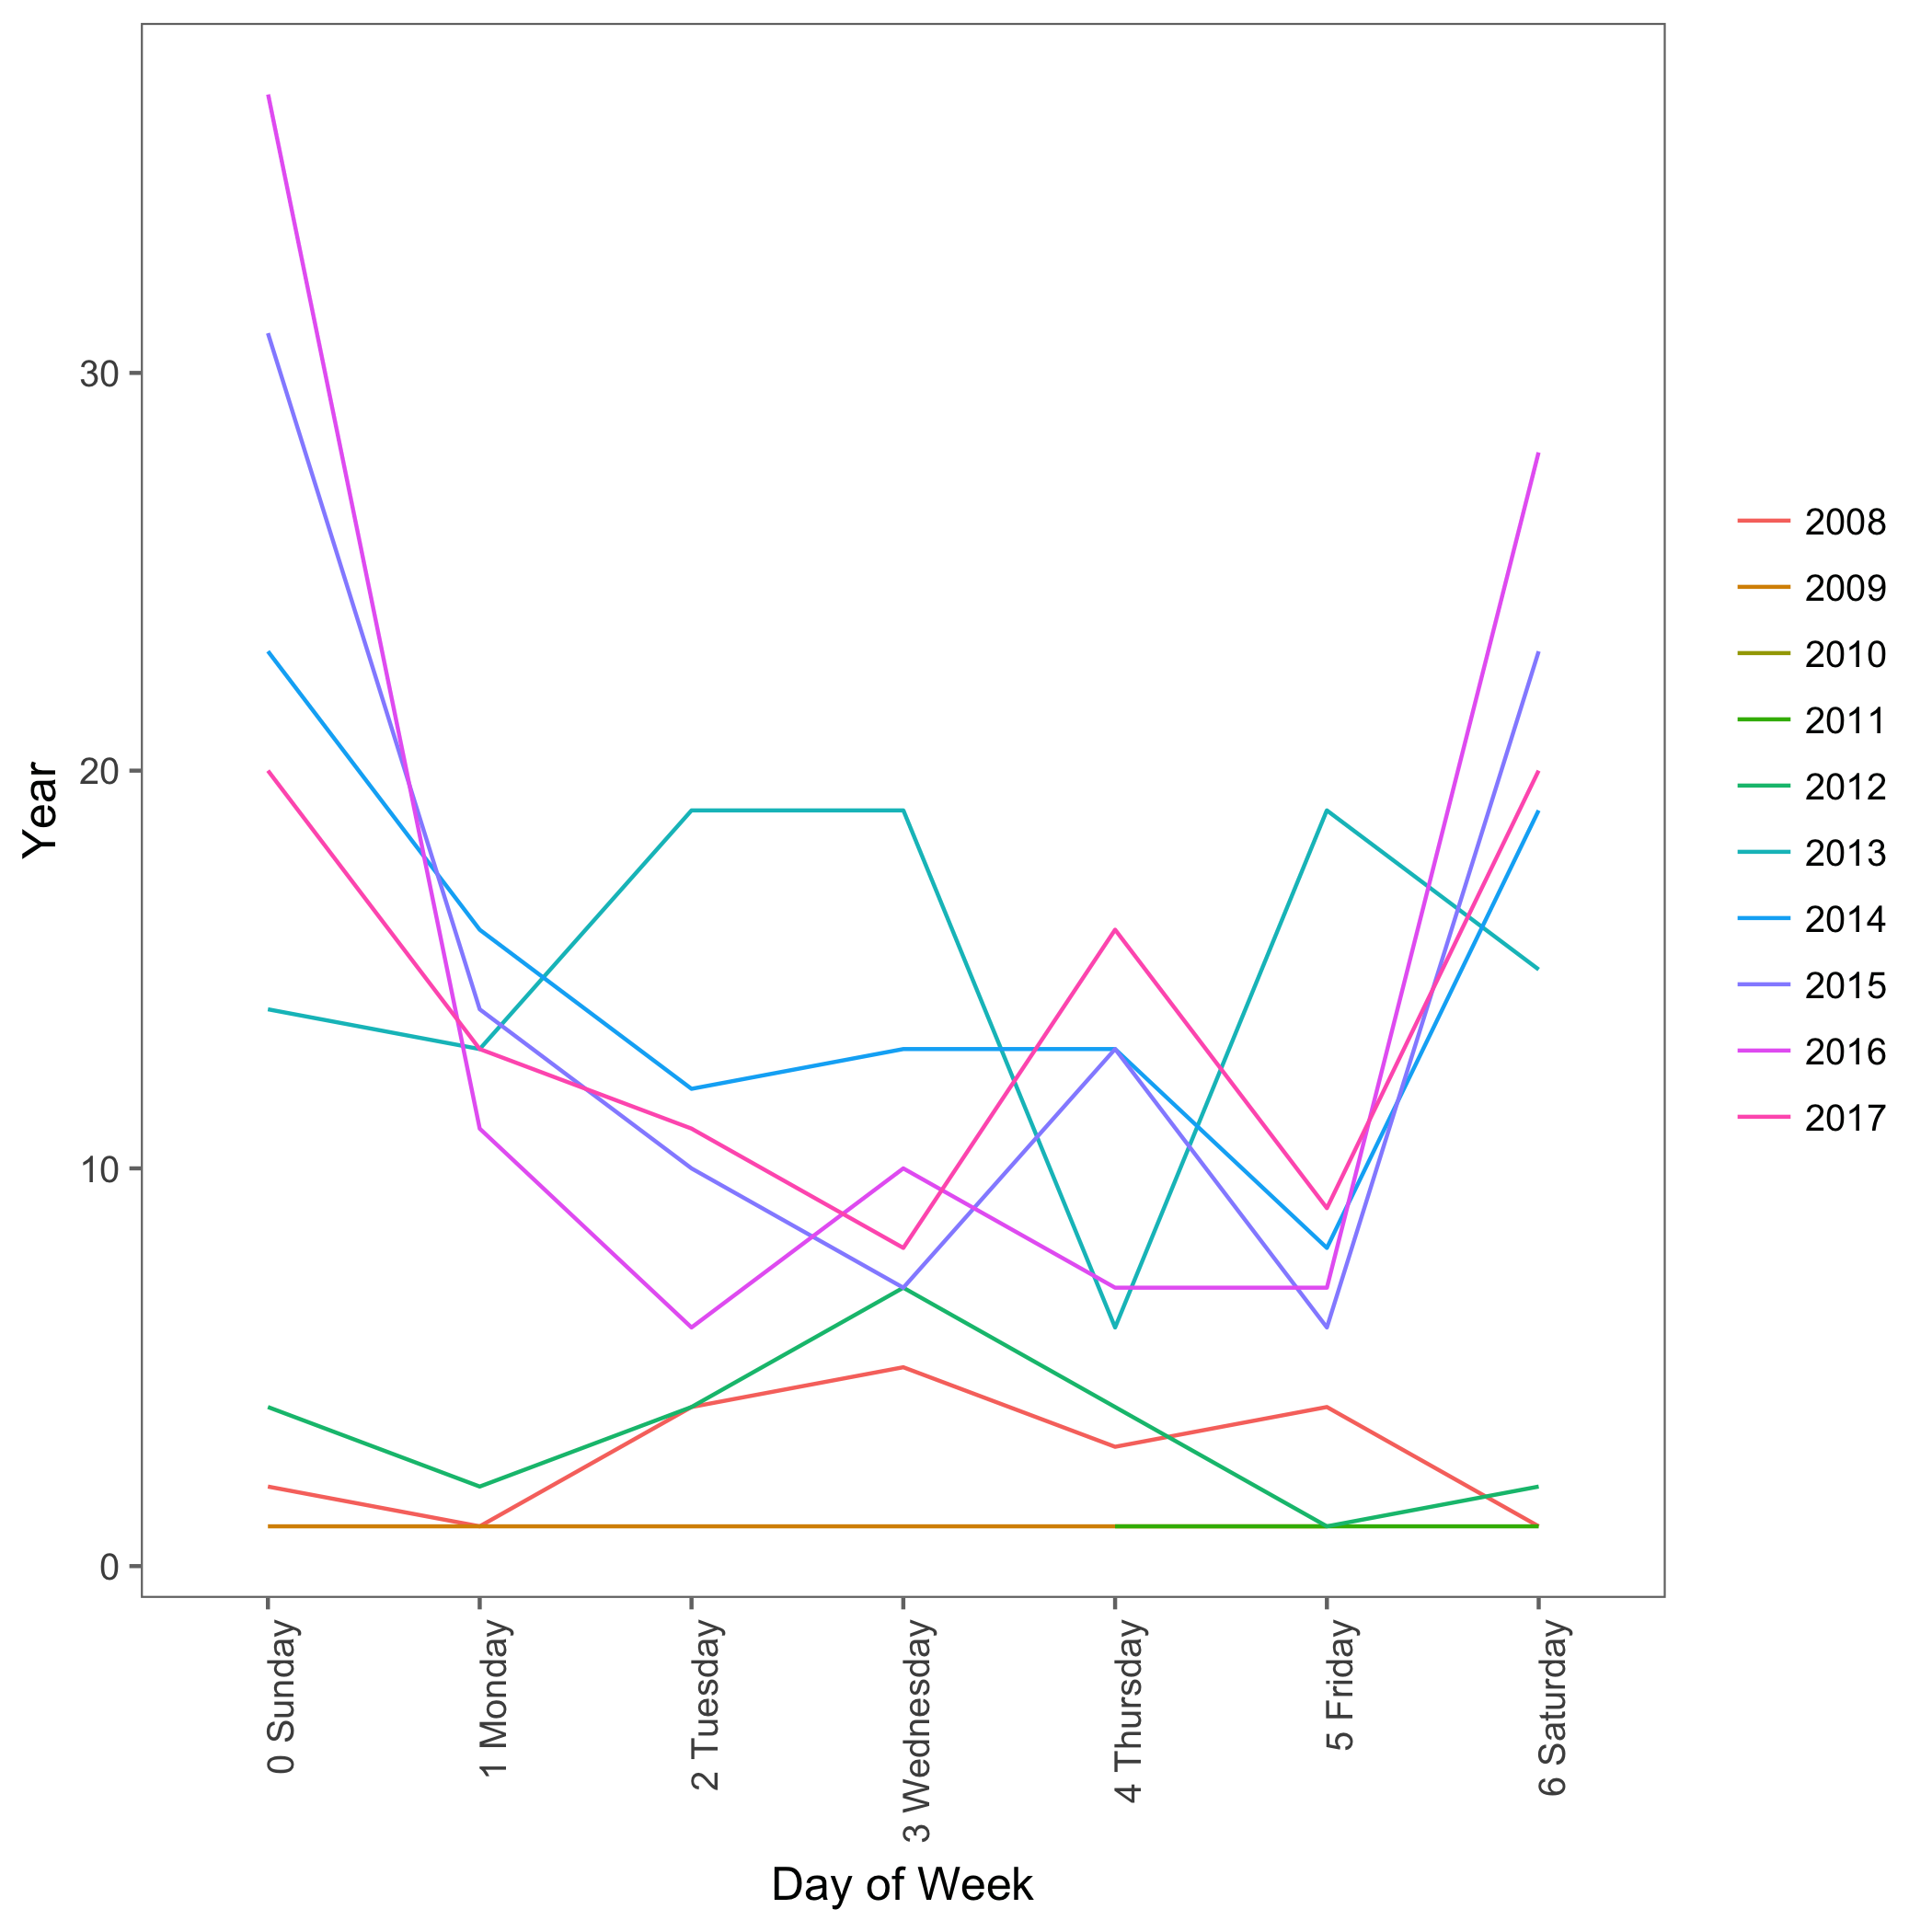 Year
30
20
10
0
0 Sunday
1 Monday
2 Tuesday
3 Wednesday
4 Thursday
5 Friday
6 Saturday
Day of Week
2008
2009
2010
2011
2012
2013
2014
2015
2016
2017